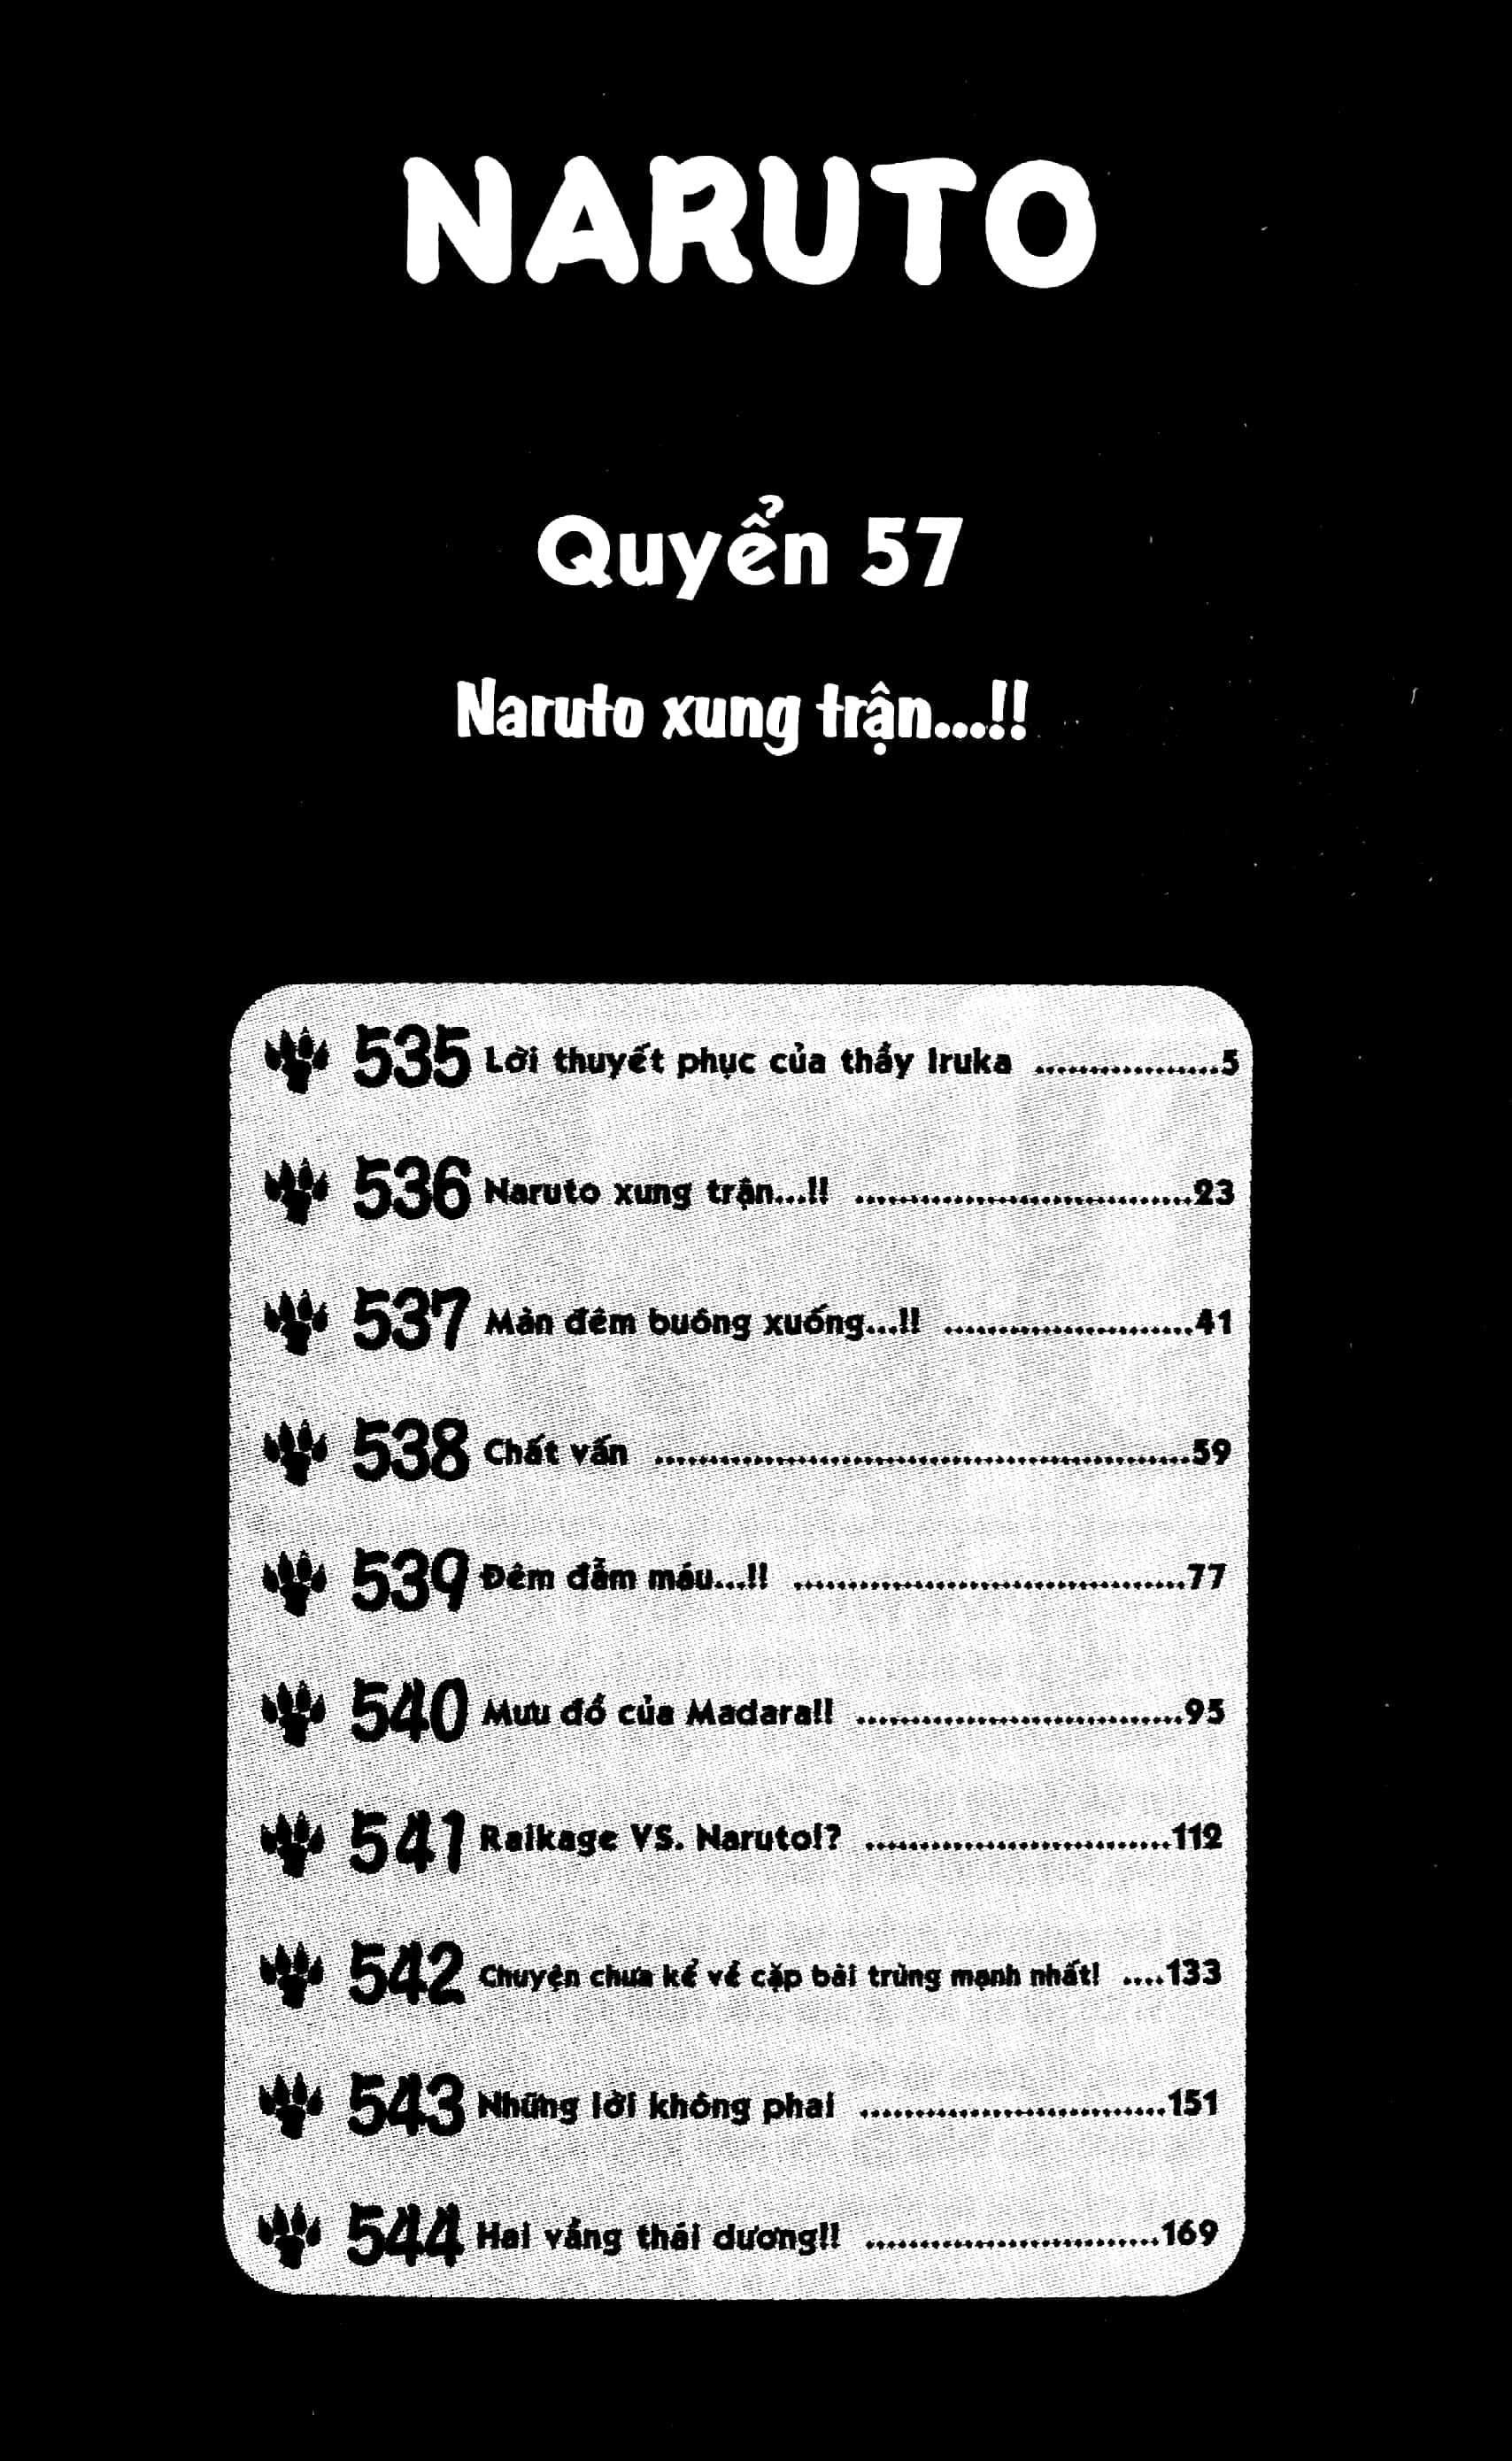 NARUTO
Quyển 57
Naruto xung trận...!!
535 Lời thuyết phục của thầy Iruka ..................5
536 Naruto xung trận...!! .................................23
537 Màn đêm buông xuống...!! .........................41
538 Chất vấn .....................................................59
539 Đêm đẫm máu...!! ......................................77
540 Mưu đồ của Madara!! ................................95
541 Raikage VS. Naruto!? ..............................112
542 Chuyện chưa kể về cặp bài trùng mạnh nhất! ....133
543 Những lời không phai ..............................151
544 Hai vầng thái dương!! .............................169